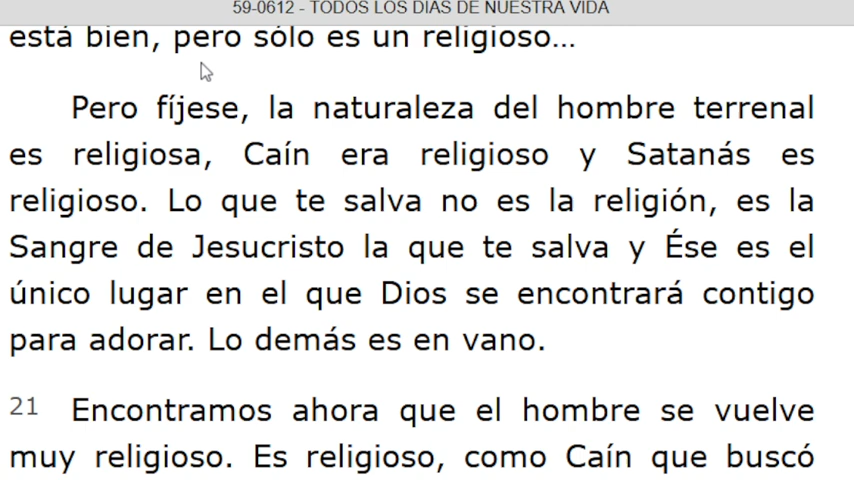 59-0612 - TODOS LOS DIAS DE NUESTRA VIDA
está bien, pero sólo es un religioso...
Pero fíjese, la naturaleza del hombre terrenal
es religiosa, Caín era religioso y Satanás es
religioso. Lo que te salva no es la religión, es la
Sangre de Jesucristo la que te salva y Ése es el
único lugar en el que Dios se encontrará contigo
para adorar. Lo demás es en vano.
21 Encontramos ahora que el hombre se vuelve
muy religioso. Es religioso, como Caín que buscó